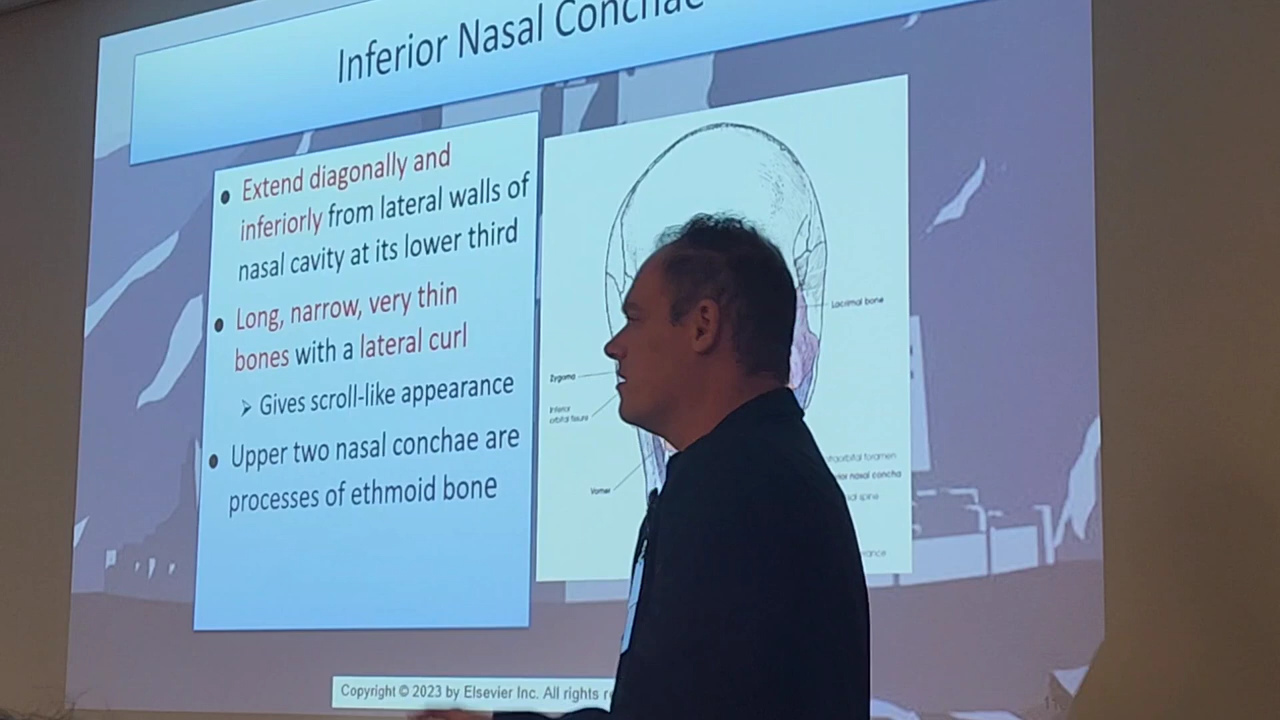 Inferior Nasal Conchae
• Extend diagonally and
inferiorly from lateral walls of
nasal cavity at its lower third
• Long, narrow, very thin
bones with a lateral curl
➢ Gives scroll-like appearance
• Upper two nasal conchae are
processes of ethmoid bone
Lacrimal bone
Zygoma
Inferior
orbital fissure
Vomer
nasal concha
Copyright © 2023 by Elsevier Inc. All rights